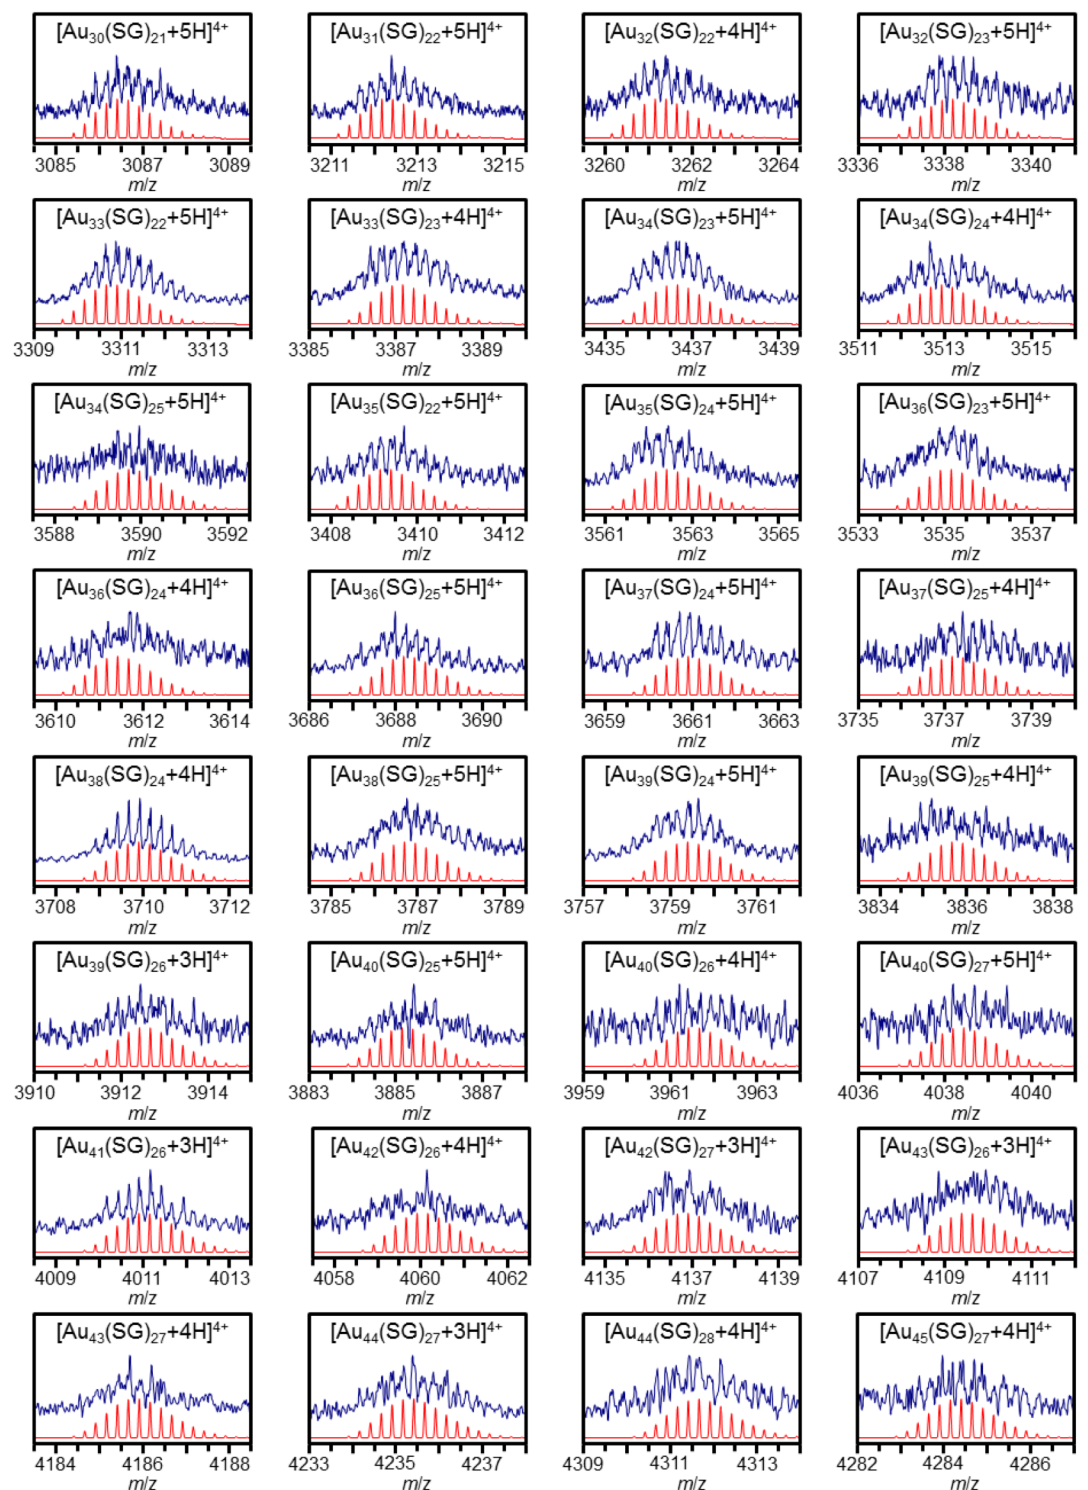 [Au₃₀(SG)₂₁+5H]⁴⁺ [Au₃₁(SG)₂₂+5H]⁴⁺ [Au₃₂(SG)₂₂+4H]⁴⁺ [Au₃₂(SG)₂₃+5H]⁴⁺
3085 3087 3089 3211 3213 3215 3260 3262 3264 3336 3338 3340
m/z m/z m/z m/z
[Au₃₃(SG)₂₂+5H]⁴⁺ [Au₃₃(SG)₂₃+4H]⁴⁺ [Au₃₄(SG)₂₃+5H]⁴⁺ [Au₃₄(SG)₂₄+4H]⁴⁺
3309 3311 3313 3385 3387 3389 3435 3437 3439 3511 3513 3515
m/z m/z m/z m/z
[Au₃₄(SG)₂₅+5H]⁴⁺ [Au₃₅(SG)₂₂+5H]⁴⁺ [Au₃₅(SG)₂₄+5H]⁴⁺ [Au₃₆(SG)₂₃+5H]⁴⁺
3588 3590 3592 3408 3410 3412 3561 3563 3565 3533 3535 3537
m/z m/z m/z m/z
[Au₃₆(SG)₂₄+4H]⁴⁺ [Au₃₆(SG)₂₅+5H]⁴⁺ [Au₃₇(SG)₂₄+5H]⁴⁺ [Au₃₇(SG)₂₅+4H]⁴⁺
3610 3612 3614 3686 3688 3690 3659 3661 3663 3735 3737 3739
m/z m/z m/z m/z
[Au₃₈(SG)₂₄+4H]⁴⁺ [Au₃₈(SG)₂₅+5H]⁴⁺ [Au₃₉(SG)₂₄+5H]⁴⁺ [Au₃₉(SG)₂₅+4H]⁴⁺
3708 3710 3712 3785 3787 3789 3757 3759 3761 3834 3836 3838
m/z m/z m/z m/z
[Au₃₉(SG)₂₆+3H]⁴⁺ [Au₄₀(SG)₂₅+5H]⁴⁺ [Au₄₀(SG)₂₆+4H]⁴⁺ [Au₄₀(SG)₂₇+5H]⁴⁺
3910 3912 3914 3883 3885 3887 3959 3961 3963 4036 4038 4040
m/z m/z m/z m/z
[Au₄₁(SG)₂₆+3H]⁴⁺ [Au₄₂(SG)₂₆+4H]⁴⁺ [Au₄₂(SG)₂₇+3H]⁴⁺ [Au₄₃(SG)₂₆+3H]⁴⁺
4009 4011 4013 4058 4060 4062 4135 4137 4139 4107 4109 4111
m/z m/z m/z m/z
[Au₄₃(SG)₂₇+4H]⁴⁺ [Au₄₄(SG)₂₇+3H]⁴⁺ [Au₄₄(SG)₂₈+4H]⁴⁺ [Au₄₅(SG)₂₇+4H]⁴⁺
4184 4186 4188 4233 4235 4237 4309 4311 4313 4282 4284 4286
m/z m/z m/z m/z